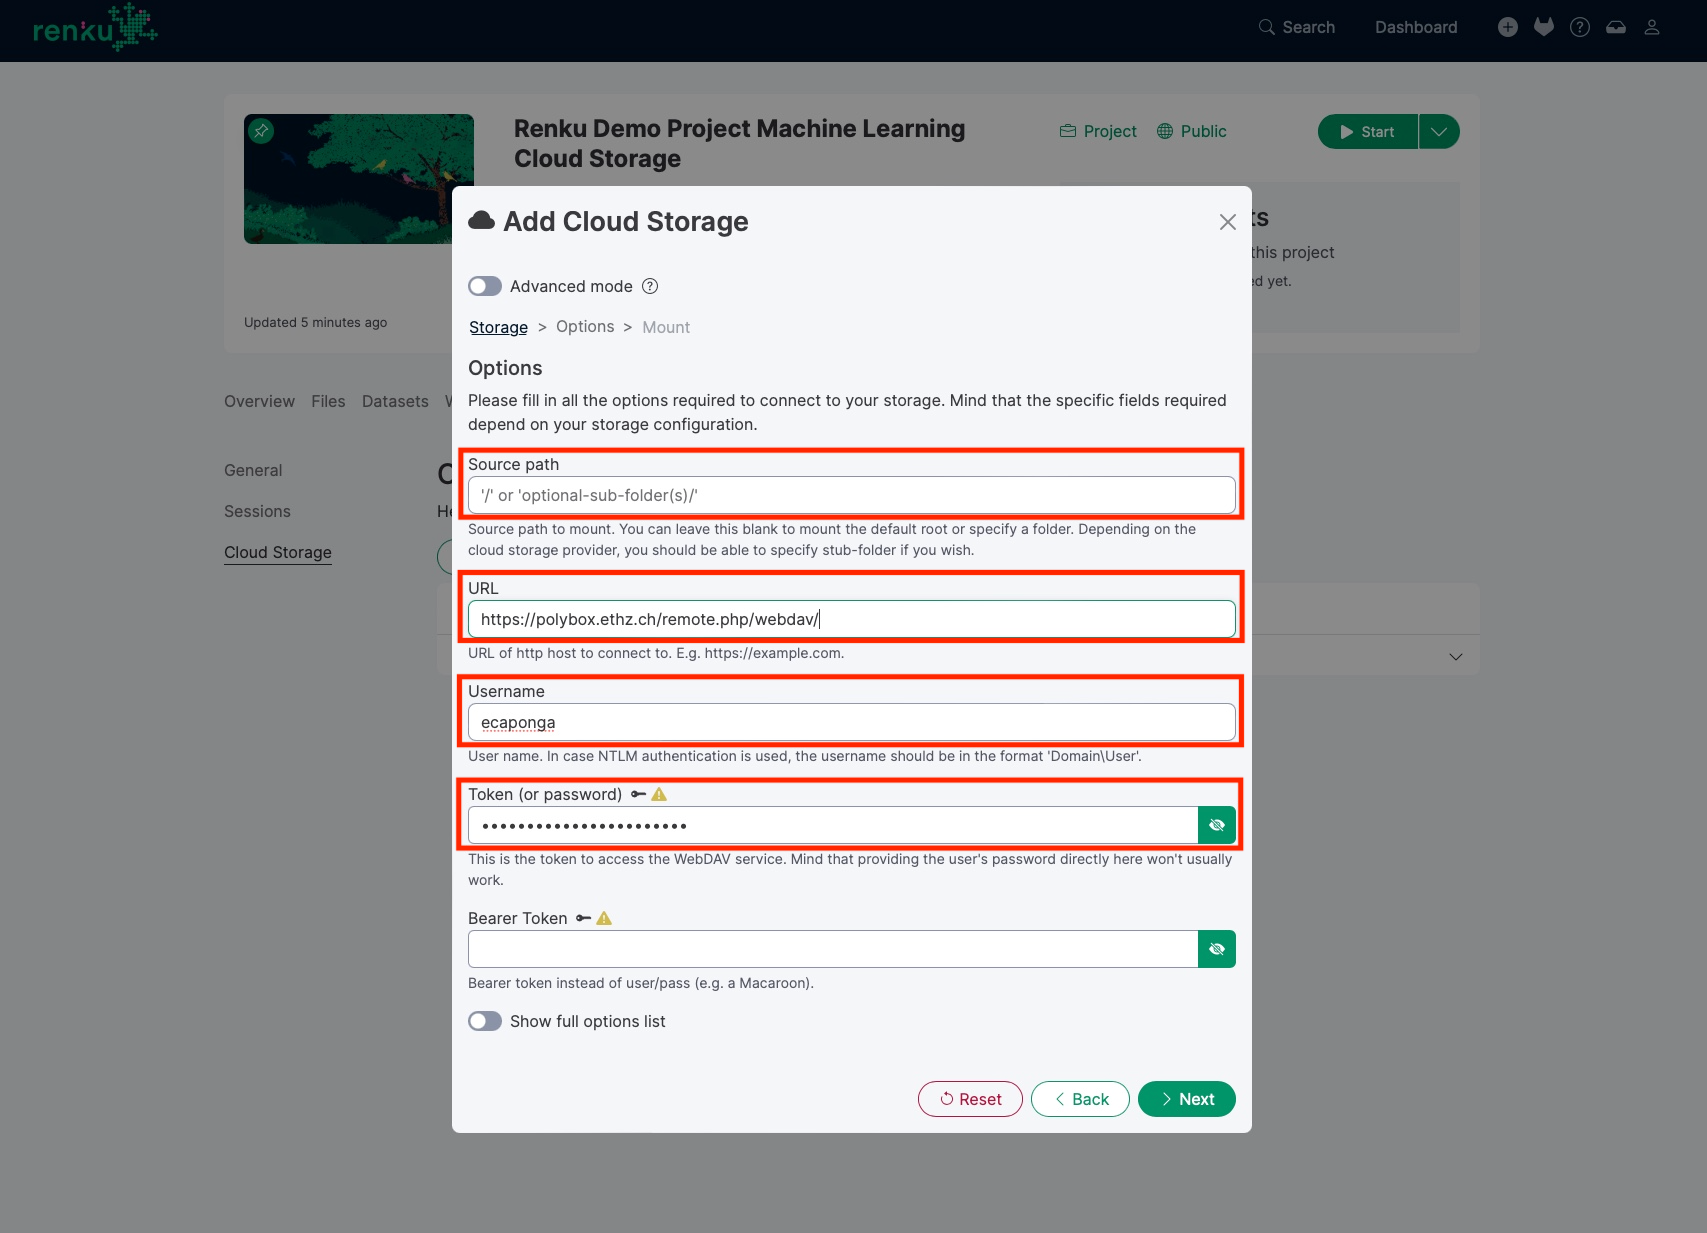 renku
Search
Dashboard
Renku Demo Project Machine Learning
Cloud Storage
Project
Public
Start
Updated 5 minutes ago
this project
yet.
Overview
Files
Datasets
General
Sessions
Cloud Storage
Add Cloud Storage
Advanced mode
Storage > Options > Mount
Options
Please fill in all the options required to connect to your storage. Mind that the specific fields required
depend on your storage configuration.
Source path
'/' or 'optional-sub-folder(s)/'
Source path to mount. You can leave this blank to mount the default root or specify a folder. Depending on the
cloud storage provider, you should be able to specify stub-folder if you wish.
URL
https://polybox.ethz.ch/remote.php/webdav/
URL of http host to connect to. E.g. https://example.com.
Username
ecaponga
User name. In case NTLM authentication is used, the username should be in the format 'Domain\User'.
Token (or password)
•••••••••••••••••••••••
This is the token to access the WebDAV service. Mind that providing the user's password directly here won't usually
work.
Bearer Token
Bearer token instead of user/pass (e.g. a Macaroon).
Show full options list
Reset
Back
Next